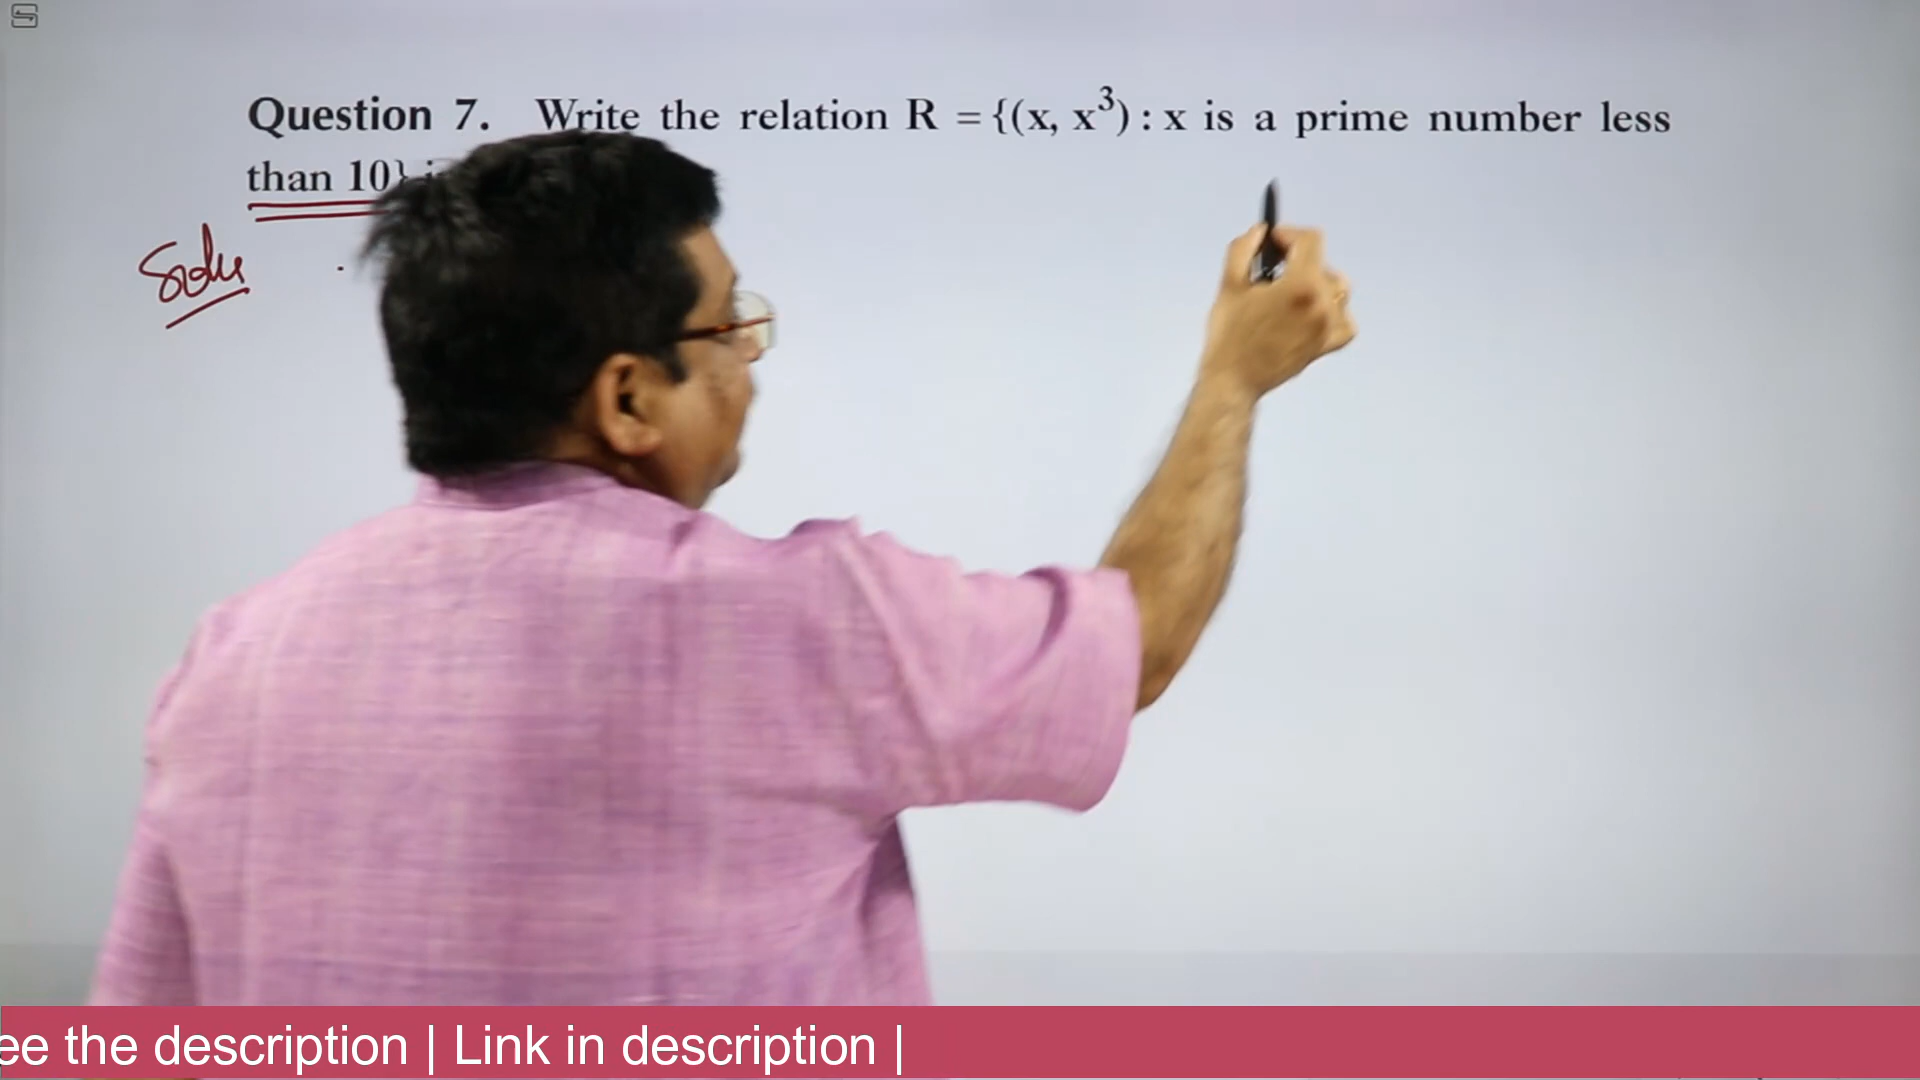 Question 7. Write the relation R = {(x, x³) : x is a prime number less
than 10}
Soln
ee the description | Link in description |